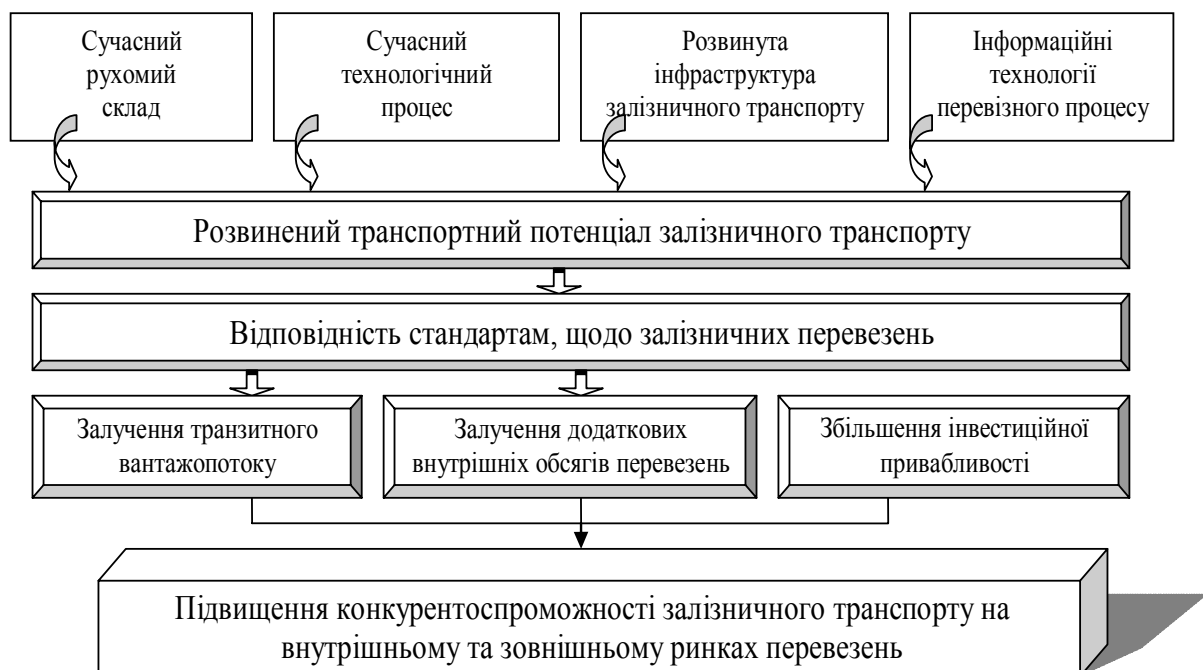 Сучасний
рухомий
склад
Сучасний
технологічний
процес
Розвинута
інфраструктура
залізничного транспорту
Інформаційні
технології
перевізного процесу
Розвинений транспортний потенціал залізничного транспорту
Відповідність стандартам, щодо залізничних перевезень
Залучення транзитного
вантажопотоку
Залучення додаткових
внутрішніх обсягів перевезень
Збільшення інвестиційної
привабливості
Підвищення конкурентоспроможності залізничного транспорту на
внутрішньому та зовнішньому ринках перевезень